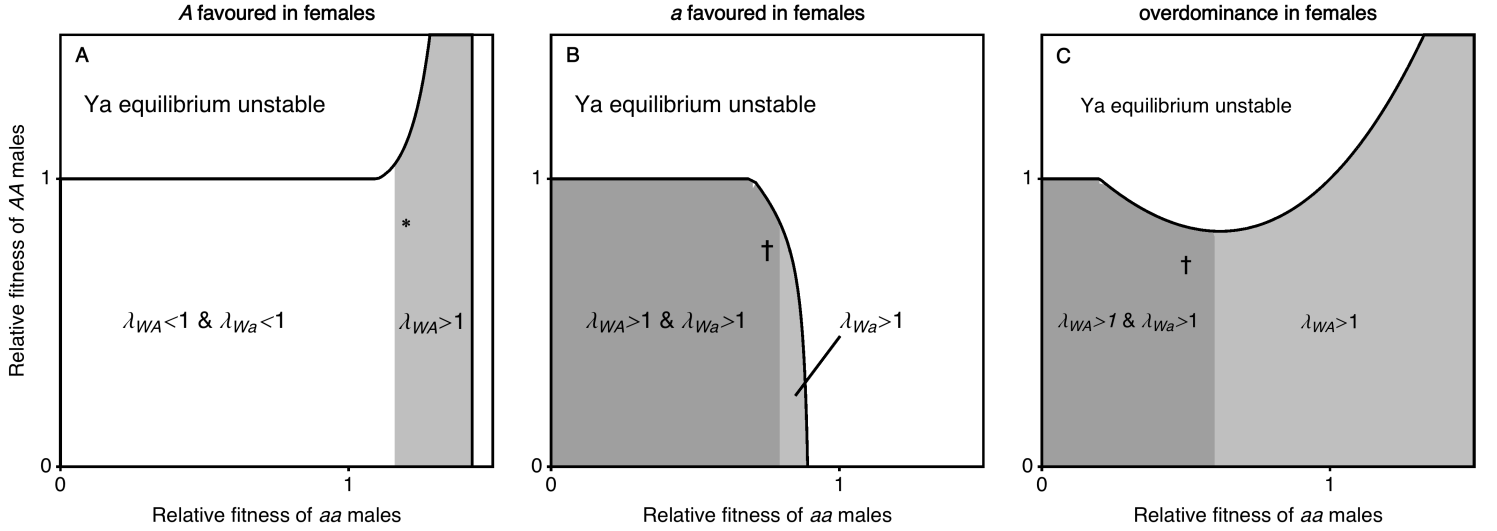 A favoured in females
a favoured in females
overdominance in females
A
Ya equilibrium unstable
B
Ya equilibrium unstable
C
Ya equilibrium unstable
Relative fitness of AA males
1
*
λWA<1 & λWa<1
λWA>1
0
0
1
Relative fitness of aa males
1
†
λWA>1 & λWa>1
λWa>1
0
0
1
Relative fitness of aa males
1
†
λWA>1 & λWa>1
λWA>1
0
0
1
Relative fitness of aa males